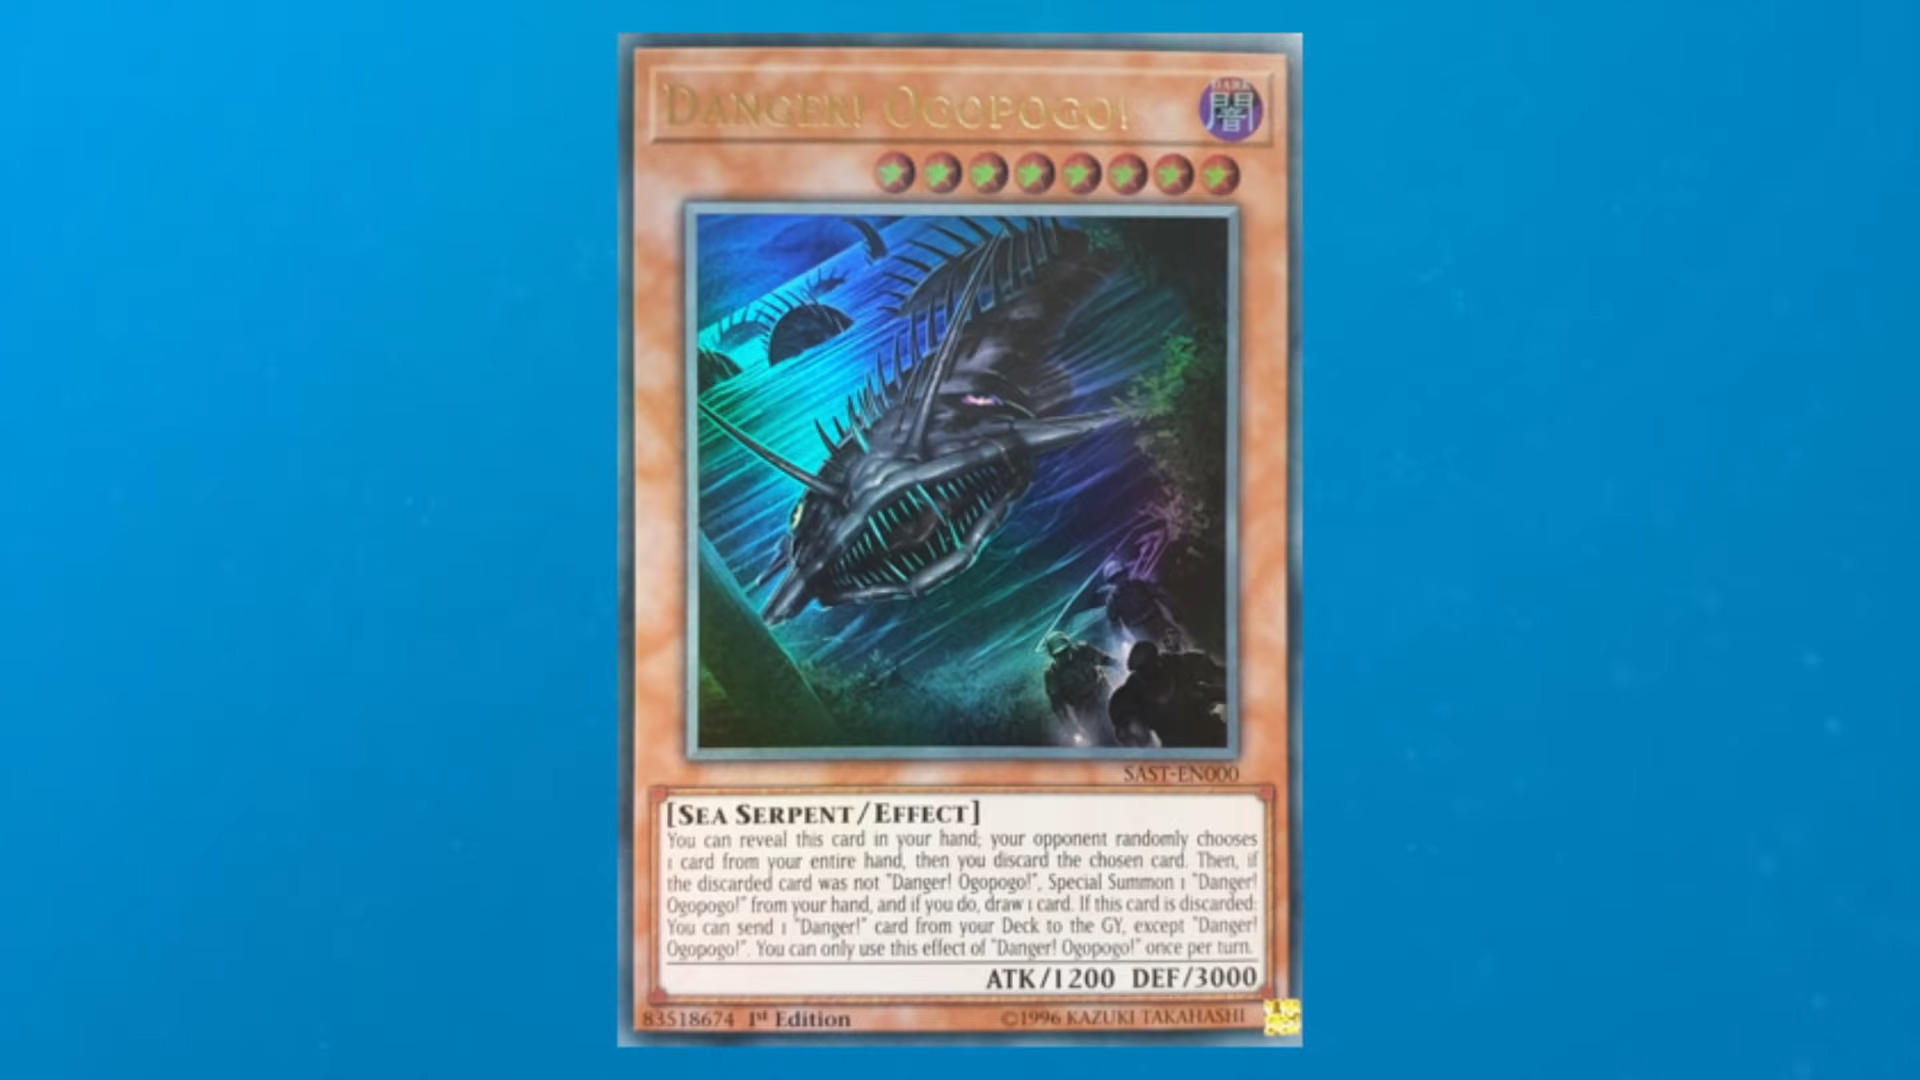 DANGER! OGOPOGO!
DARK
闇
SAST-EN000
[SEA SERPENT/EFFECT]
You can reveal this card in your hand; your opponent randomly chooses
1 card from your entire hand, then you discard the chosen card. Then, if
the discarded card was not "Danger! Ogopogo!", Special Summon 1 "Danger!
Ogopogo!" from your hand, and if you do, draw 1 card. If this card is discarded:
You can send 1 "Danger!" card from your Deck to the GY, except "Danger!
Ogopogo!". You can only use this effect of "Danger! Ogopogo!" once per turn.
ATK/1200 DEF/3000
83518674 1st Edition
©1996 KAZUKI TAKAHASHI